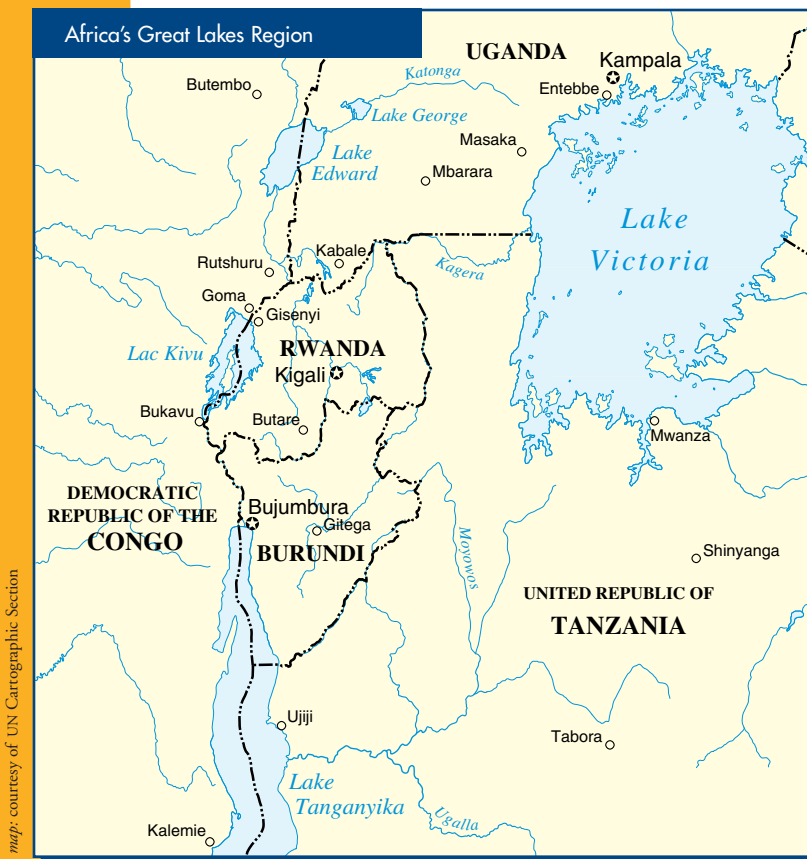 Africa's Great Lakes Region
UGANDA
Kampala
Butembo
Katonga
Entebbe
Lake George
Masaka
Lake
Edward
Mbarara
Lake
Victoria
Kabale
Rutshuru
Kagera
Goma
Gisenyi
Lac Kivu
RWANDA
Kigali
Bukavu
Butare
Mwanza
DEMOCRATIC
REPUBLIC OF THE
CONGO
Bujumbura
Gitega
BURUNDI
Moyowos
Shinyanga
UNITED REPUBLIC OF
TANZANIA
Ujiji
Tabora
Lake
Tanganyika
Ugalla
Kalemie
map: courtesy of UN Cartographic Section